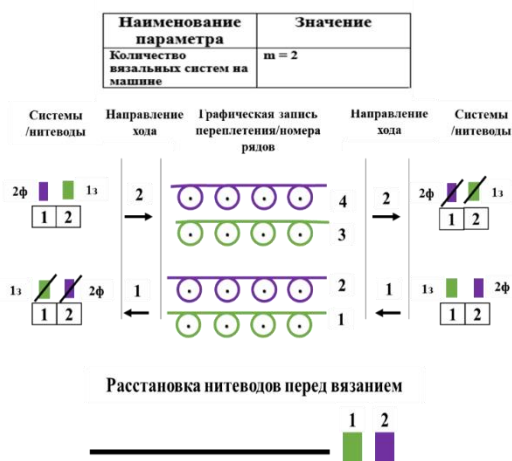 Наименование параметра
Значение
Количество вязальных систем на машине
m = 2
Системы /нитеводы
Направление хода
Графическая запись переплетения/номера рядов
Направление хода
Системы /нитеводы
2ф 1з
1 2
2
4
3
2
2ф 1з
1 2
1з 2ф
1 2
1
2
1
1
1з 2ф
1 2
Расстановка нитеводов перед вязанием
1 2